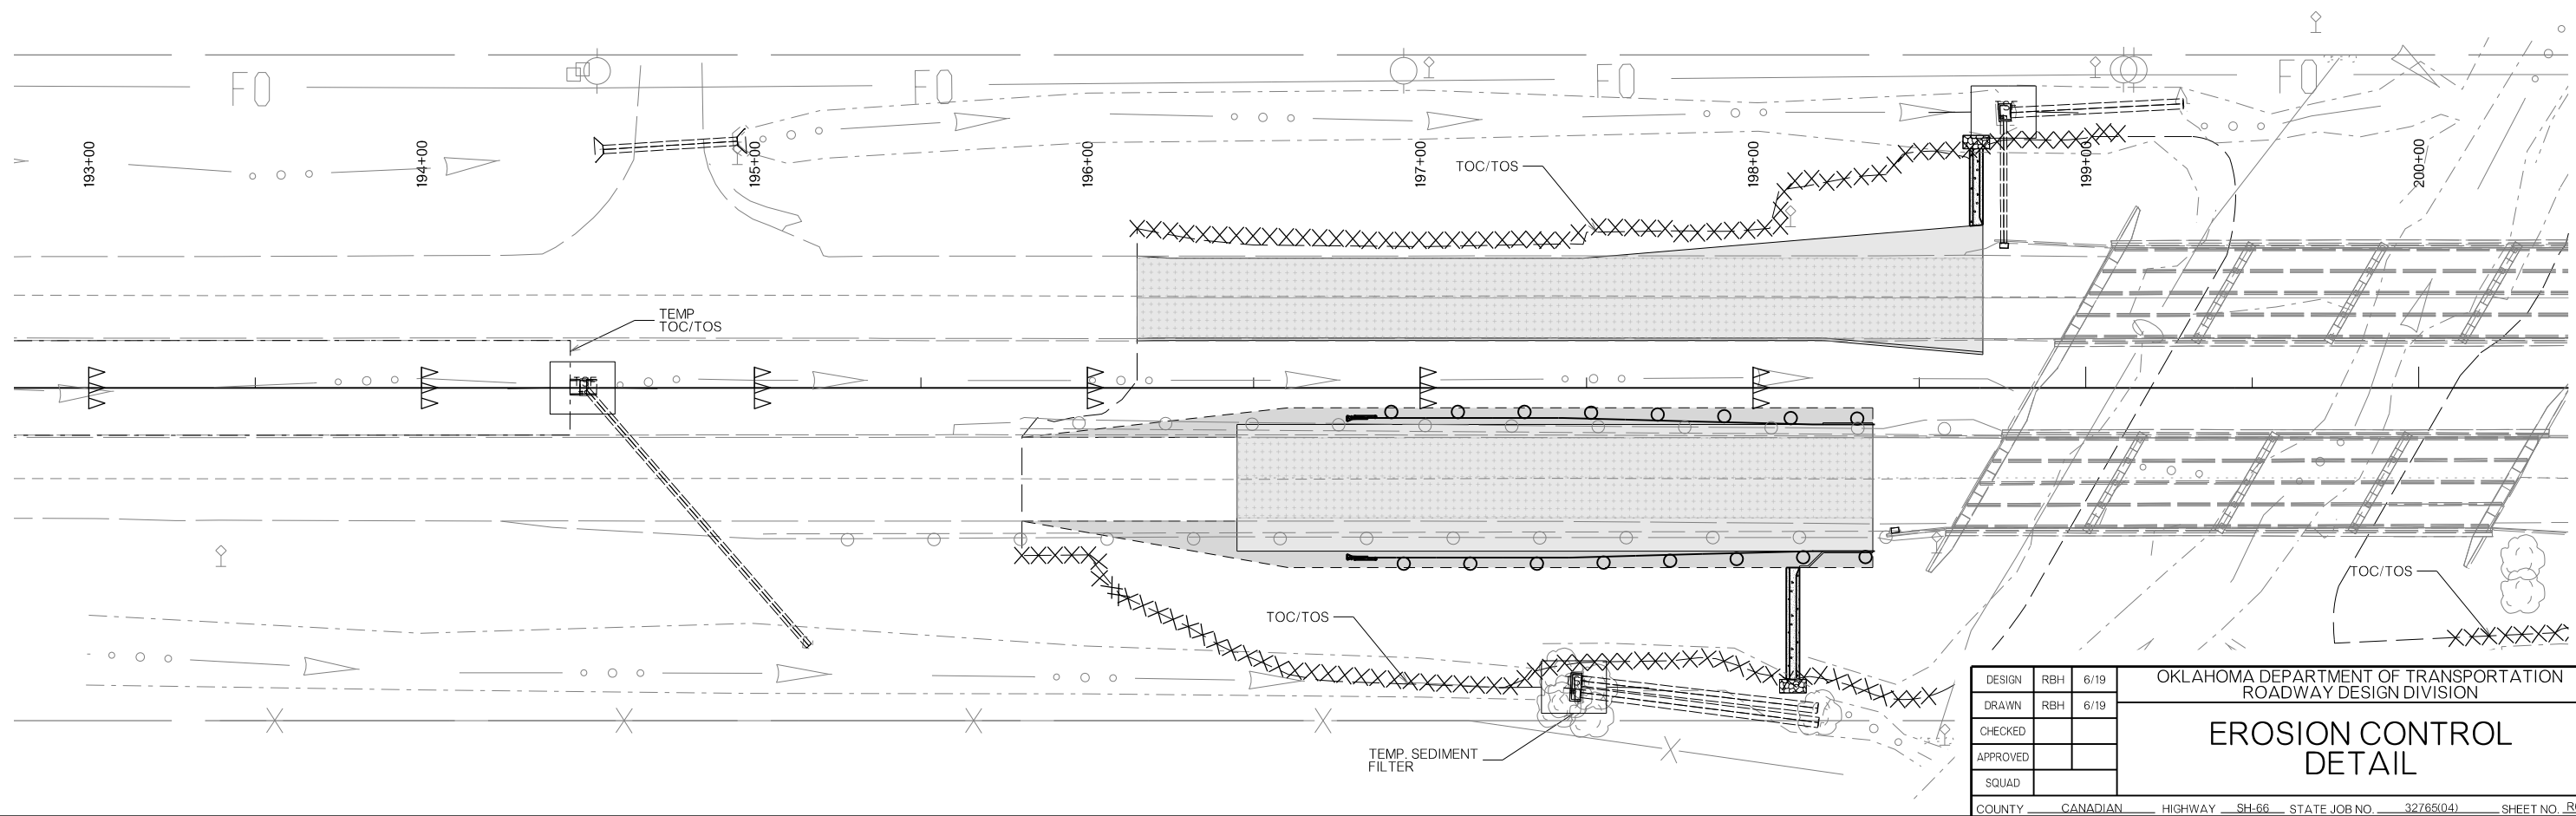 FO
FO
FO
FO
193+00
194+00
195+00
196+00
197+00
198+00
199+00
200+00
TSF
TOC/TOS
TEMP
TOC/TOS
TSF
TOC/TOS
TOC/TOS
TEMP. SEDIMENT
FILTER
DESIGN RBH 6/19
DRAWN RBH 6/19
CHECKED
APPROVED
SQUAD
OKLAHOMA DEPARTMENT OF TRANSPORTATION
ROADWAY DESIGN DIVISION
EROSION CONTROL
DETAIL
COUNTY CANADIAN HIGHWAY SH-66 STATE JOB NO. 32765(04) SHEET NO.